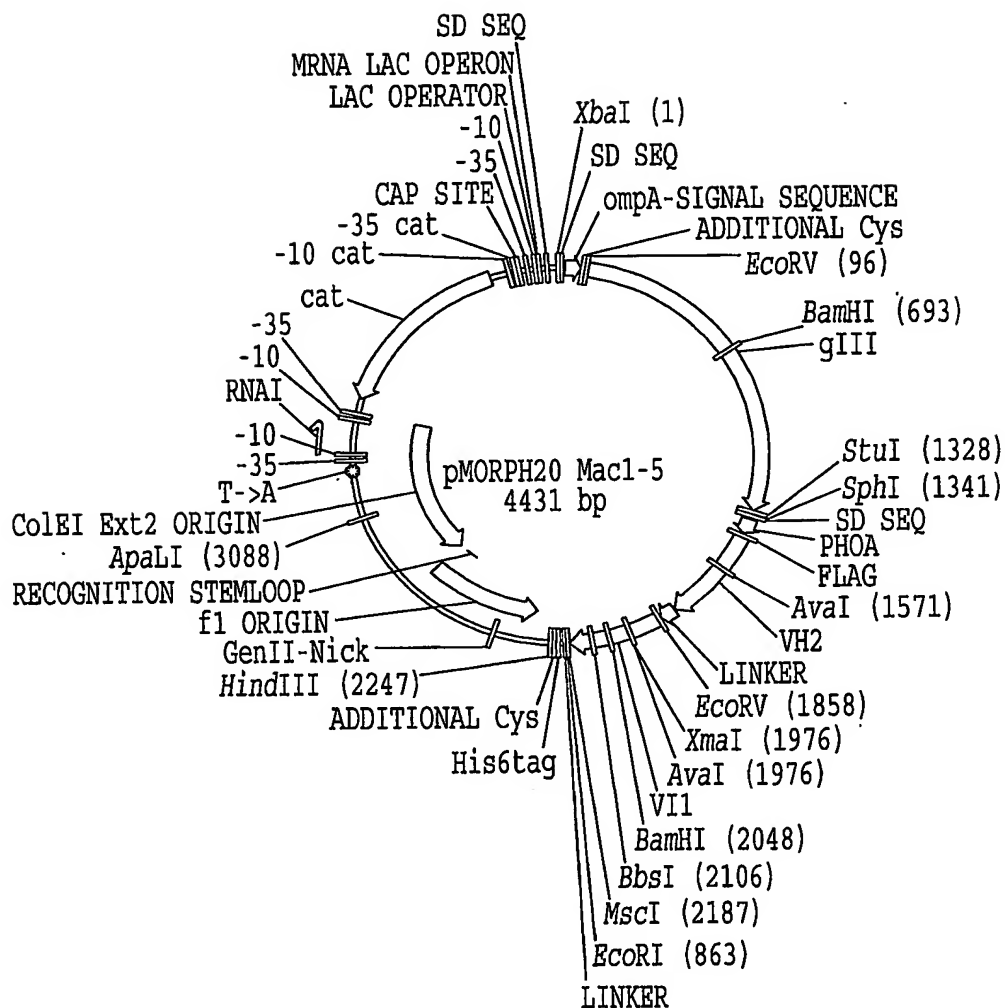 SD SEQ
MRNA LAC OPERON
LAC OPERATOR
-10
-35
CAP SITE
-35 cat
-10 cat
cat
-35
-10
RNAI
-10
-35
T->A
ColEI Ext2 ORIGIN
ApaLI (3088)
RECOGNITION STEMLOOP
f1 ORIGIN
GenII-Nick
HindIII (2247)
ADDITIONAL Cys
His6tag
XbaI (1)
SD SEQ
ompA-SIGNAL SEQUENCE
ADDITIONAL Cys
EcoRV (96)
BamHI (693)
gIII
pMORPH20 Mac1-5
4431 bp
StuI (1328)
SphI (1341)
SD SEQ
PHOA
FLAG
AvaI (1571)
VH2
LINKER
EcoRV (1858)
XmaI (1976)
AvaI (1976)
VI1
BamHI (2048)
BbsI (2106)
MscI (2187)
EcoRI (863)
LINKER